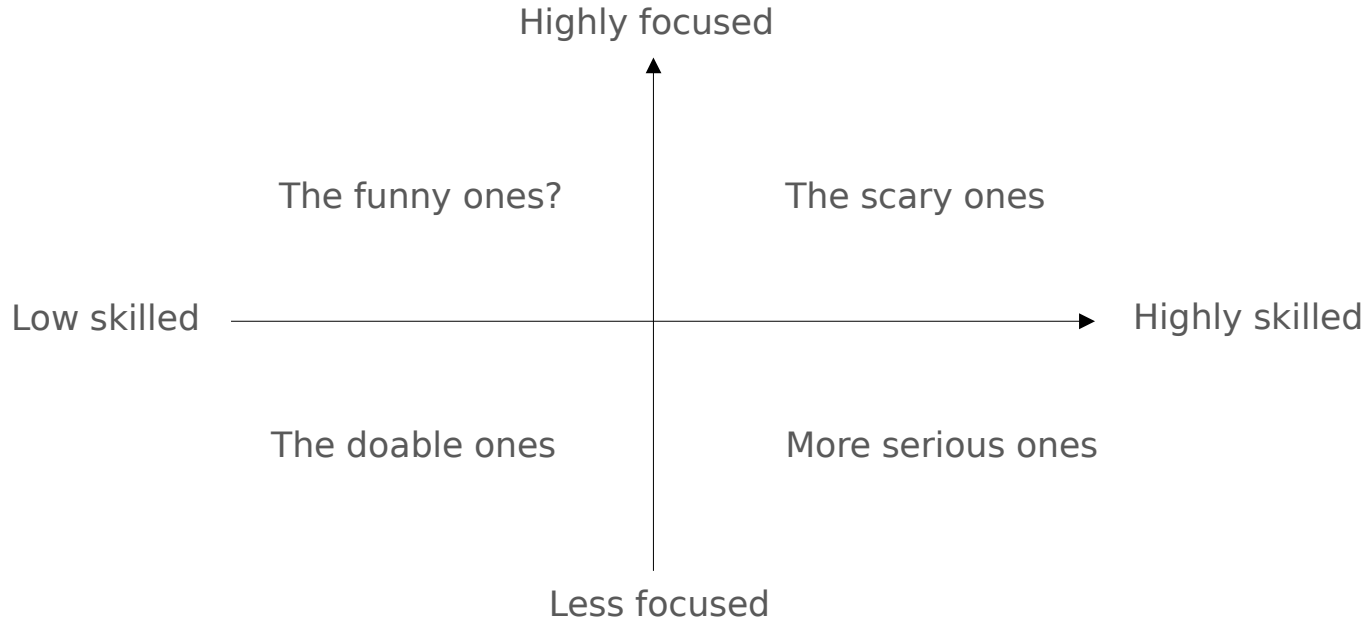 Highly focused
The funny ones?
The scary ones
Low skilled
Highly skilled
The doable ones
More serious ones
Less focused